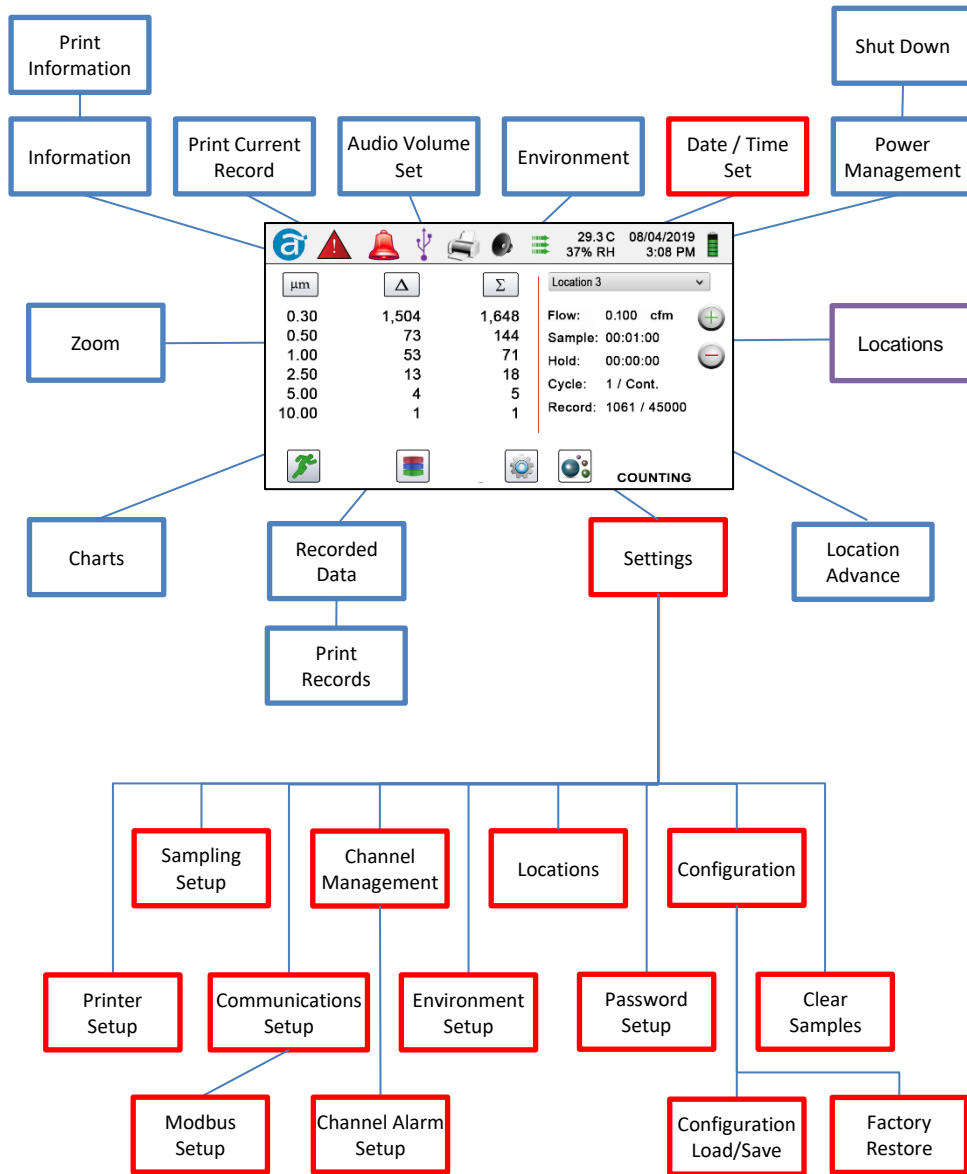 Print
Information
Shut Down
Information
Print Current
Record
Audio Volume
Set
Environment
Date / Time
Set
Power
Management
a
29.3 C 08/04/2019
37% RH 3:08 PM
µm Δ Σ
0.30 1,504 1,648
0.50 73 144
1.00 53 71
2.50 13 18
5.00 4 5
10.00 1 1
Location 3
Flow: 0.100 cfm
Sample: 00:01:00
Hold: 00:00:00
Cycle: 1 / Cont.
Record: 1061 / 45000
COUNTING
Zoom
Locations
Charts
Recorded
Data
Settings
Location
Advance
Print
Records
Sampling
Setup
Channel
Management
Locations
Configuration
Printer
Setup
Communications
Setup
Environment
Setup
Password
Setup
Clear
Samples
Modbus
Setup
Channel Alarm
Setup
Configuration
Load/Save
Factory
Restore